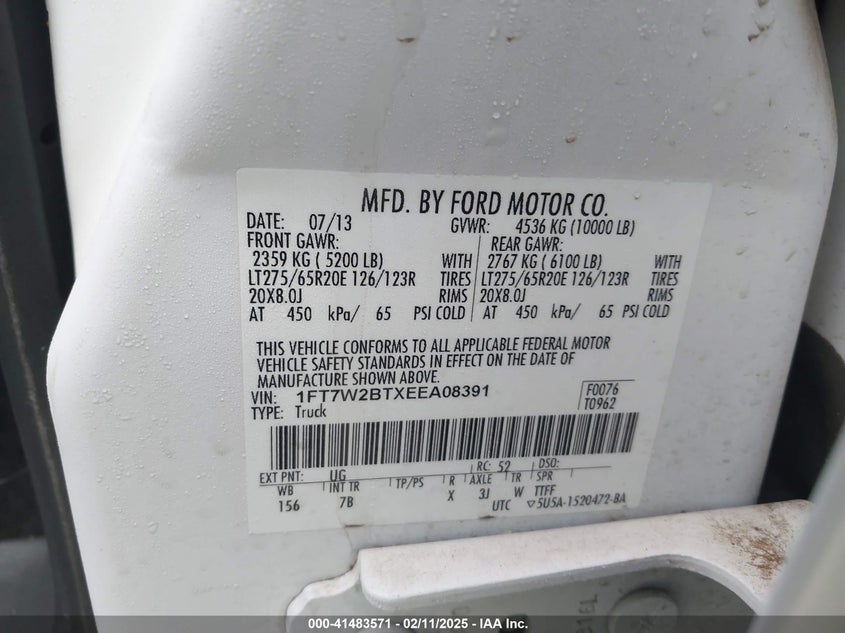 MFD. BY FORD MOTOR CO.
DATE: 07/13 GVWR: 4536 KG (10000 LB)
FRONT GAWR: REAR GAWR:
2359 KG ( 5200 LB) WITH 2767 KG ( 6100 LB) WITH
LT275/65R20E 126/123R TIRES LT275/65R20E 126/123R TIRES
20X8.0J RIMS 20X8.0J RIMS
AT 450 kPa/ 65 PSI COLD AT 450 kPa/ 65 PSI COLD
THIS VEHICLE CONFORMS TO ALL APPLICABLE FEDERAL MOTOR
VEHICLE SAFETY STANDARDS IN EFFECT ON THE DATE OF
MANUFACTURE SHOWN ABOVE.
VIN: 1FT7W2BTXEEA08391 F0076
TYPE: Truck T0962
EXT PNT: UG RC: 52 DSO:
WB INT TR TP/PS R AXLE TR SPR
156 7B X 3J W TTFF
UTC ▽5U5A-1520472-BA
000-41483571 - 02/11/2025 - IAA Inc.